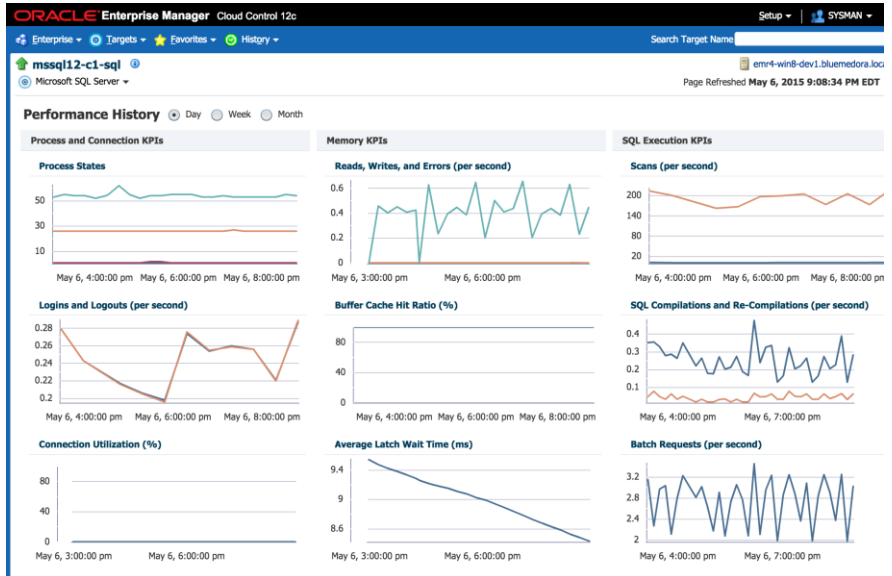 ORACLE Enterprise Manager Cloud Control 12c
Setup SYSMAN
Enterprise Targets Favorites History Search Target Name
mssql12-c1-sql emr4-win8-dev1.bluemedora.loca
Microsoft SQL Server Page Refreshed May 6, 2015 9:08:34 PM EDT
Performance History Day Week Month
Process and Connection KPIs Memory KPIs SQL Execution KPIs
Process States Reads, Writes, and Errors (per second) Scans (per second)
50
30
10
May 6, 4:00:00 pm May 6, 6:00:00 pm May 6, 8:00:00 pm
0.6
0.4
0.2
0
May 6, 3:00:00 pm May 6, 6:00:00 pm
200
140
80
20
May 6, 4:00:00 pm May 6, 6:00:00 pm May 6, 8:00:00 pm
Logins and Logouts (per second) Buffer Cache Hit Ratio (%) SQL Compilations and Re-Compilations (per second)
0.28
0.26
0.24
0.22
0.2
May 6, 4:00:00 pm May 6, 6:00:00 pm May 6, 8:00:00 pm
80
40
0
May 6, 4:00:00 pm May 6, 6:00:00 pm May 6, 8:00:00 pm
0.4
0.3
0.2
0.1
May 6, 4:00:00 pm May 6, 7:00:00 pm
Connection Utilization (%) Average Latch Wait Time (ms) Batch Requests (per second)
80
40
0
May 6, 3:00:00 pm May 6, 6:00:00 pm
9.4
9
8.6
May 6, 3:00:00 pm May 6, 6:00:00 pm
3.2
2.8
2.4
2
May 6, 4:00:00 pm May 6, 7:00:00 pm